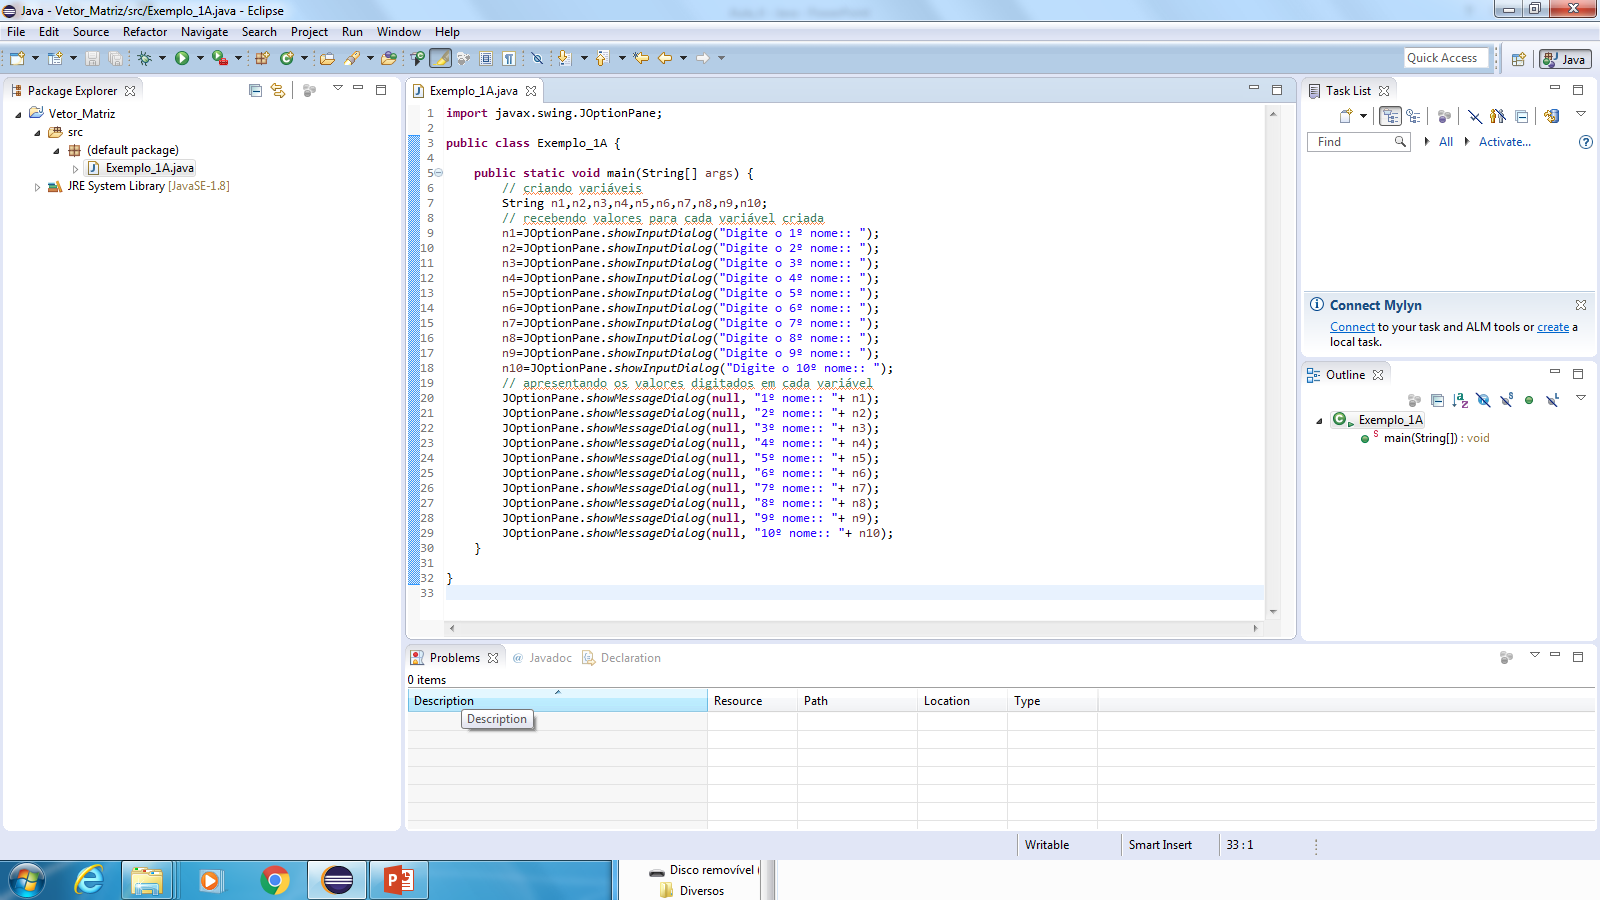 Java - Vetor_Matriz/src/Exemplo_1A.java - Eclipse
File Edit Source Refactor Navigate Search Project Run Window Help
Quick Access
Java
Package Explorer
Vetor_Matriz
src
(default package)
Exemplo_1A.java
JRE System Library [JavaSE-1.8]
Exemplo_1A.java
1 import javax.swing.JOptionPane;
2
3 public class Exemplo_1A {
4
5 public static void main(String[] args) {
6 // criando variáveis
7 String n1,n2,n3,n4,n5,n6,n7,n8,n9,n10;
8 // recebendo valores para cada variável criada
9 n1=JOptionPane.showInputDialog("Digite o 1º nome:: ");
10 n2=JOptionPane.showInputDialog("Digite o 2º nome:: ");
11 n3=JOptionPane.showInputDialog("Digite o 3º nome:: ");
12 n4=JOptionPane.showInputDialog("Digite o 4º nome:: ");
13 n5=JOptionPane.showInputDialog("Digite o 5º nome:: ");
14 n6=JOptionPane.showInputDialog("Digite o 6º nome:: ");
15 n7=JOptionPane.showInputDialog("Digite o 7º nome:: ");
16 n8=JOptionPane.showInputDialog("Digite o 8º nome:: ");
17 n9=JOptionPane.showInputDialog("Digite o 9º nome:: ");
18 n10=JOptionPane.showInputDialog("Digite o 10º nome:: ");
19 // apresentando os valores digitados em cada variável
20 JOptionPane.showMessageDialog(null, "1º nome:: "+ n1);
21 JOptionPane.showMessageDialog(null, "2º nome:: "+ n2);
22 JOptionPane.showMessageDialog(null, "3º nome:: "+ n3);
23 JOptionPane.showMessageDialog(null, "4º nome:: "+ n4);
24 JOptionPane.showMessageDialog(null, "5º nome:: "+ n5);
25 JOptionPane.showMessageDialog(null, "6º nome:: "+ n6);
26 JOptionPane.showMessageDialog(null, "7º nome:: "+ n7);
27 JOptionPane.showMessageDialog(null, "8º nome:: "+ n8);
28 JOptionPane.showMessageDialog(null, "9º nome:: "+ n9);
29 JOptionPane.showMessageDialog(null, "10º nome:: "+ n10);
30 }
31
32 }
33
Task List
Find All Activate...
Connect Mylyn
Connect to your task and ALM tools or create a
local task.
Outline
Exemplo_1A
main(String[]) : void
Problems Javadoc Declaration
0 items
Description Resource Path Location Type
Description
Writable Smart Insert 33 : 1
Disco removível (
Diversos